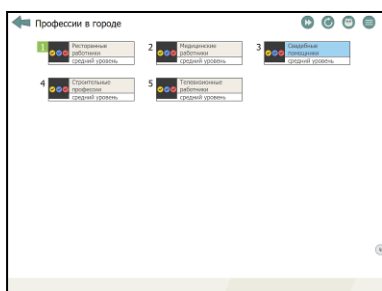 Профессии в городе
1 Ресторанные работники
средний уровень
2 Медицинские работники
средний уровень
3 Свадебные помощники
средний уровень
4 Строительные профессии
средний уровень
5 Телевизионные работники
средний уровень